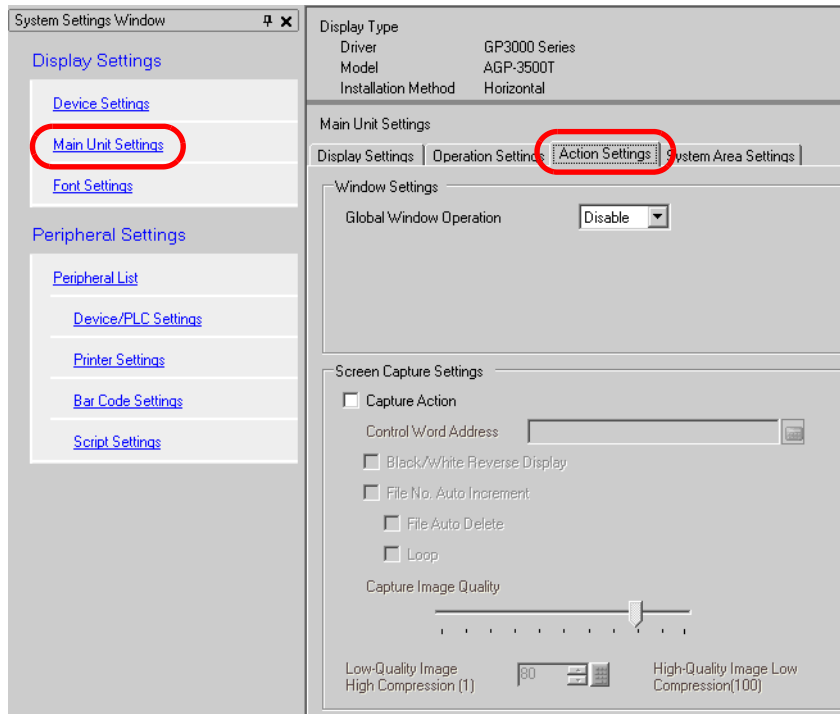 System Settings Window
Display Settings
Device Settings
Main Unit Settings
Font Settings
Peripheral Settings
Peripheral List
Device/PLC Settings
Printer Settings
Bar Code Settings
Script Settings
Display Type
Driver GP3000 Series
Model AGP-3500T
Installation Method Horizontal
Main Unit Settings
Display Settings Operation Settings Action Settings System Area Settings
Window Settings
Global Window Operation Disable
Screen Capture Settings
Capture Action
Control Word Address
Black/White Reverse Display
File No. Auto Increment
File Auto Delete
Loop
Capture Image Quality
Low-Quality Image
High Compression (1)
80
High-Quality Image Low
Compression(100)